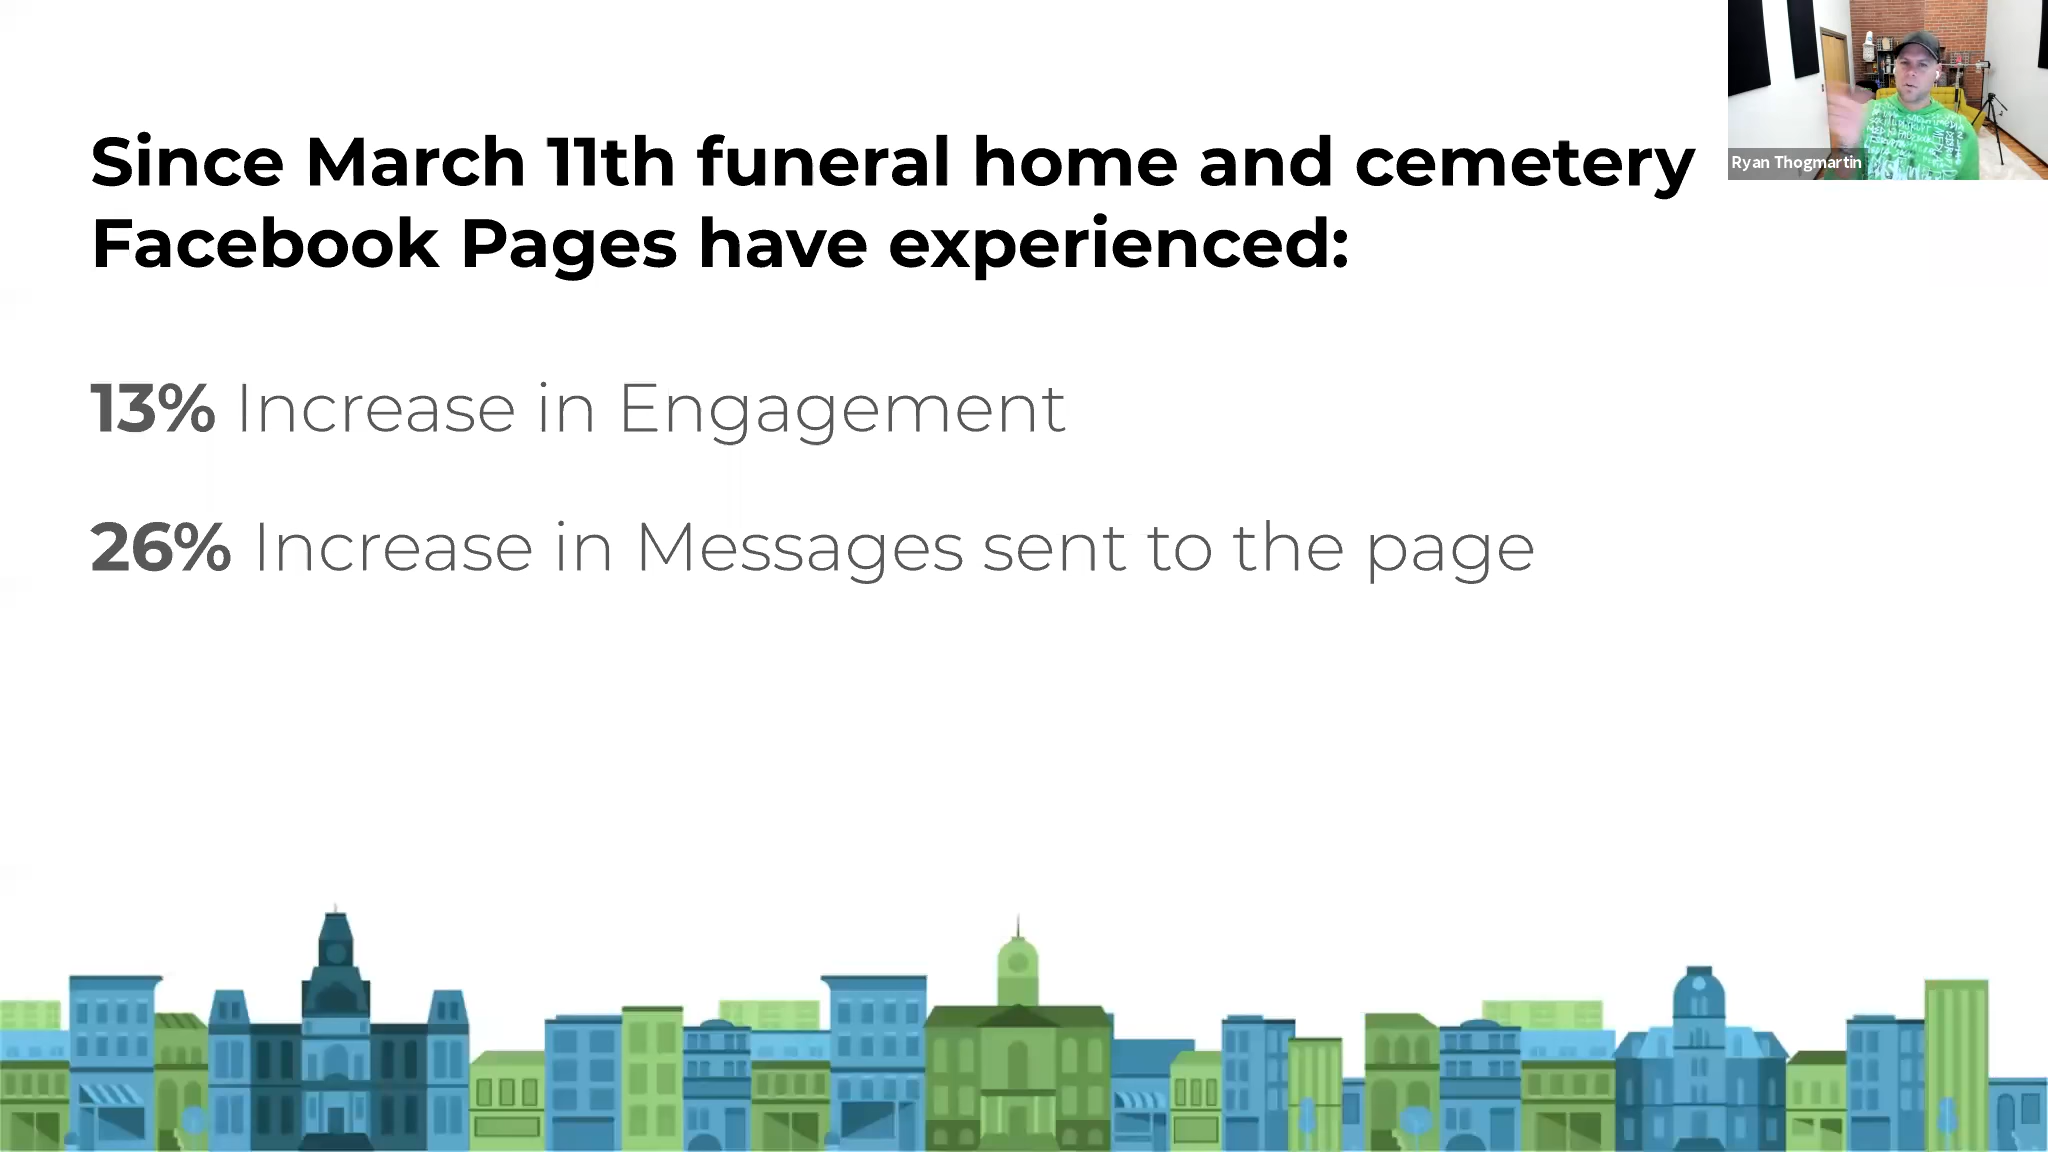 Since March 11th funeral home and cemetery
Facebook Pages have experienced:
13% Increase in Engagement
26% Increase in Messages sent to the page
Ryan Thogmartin